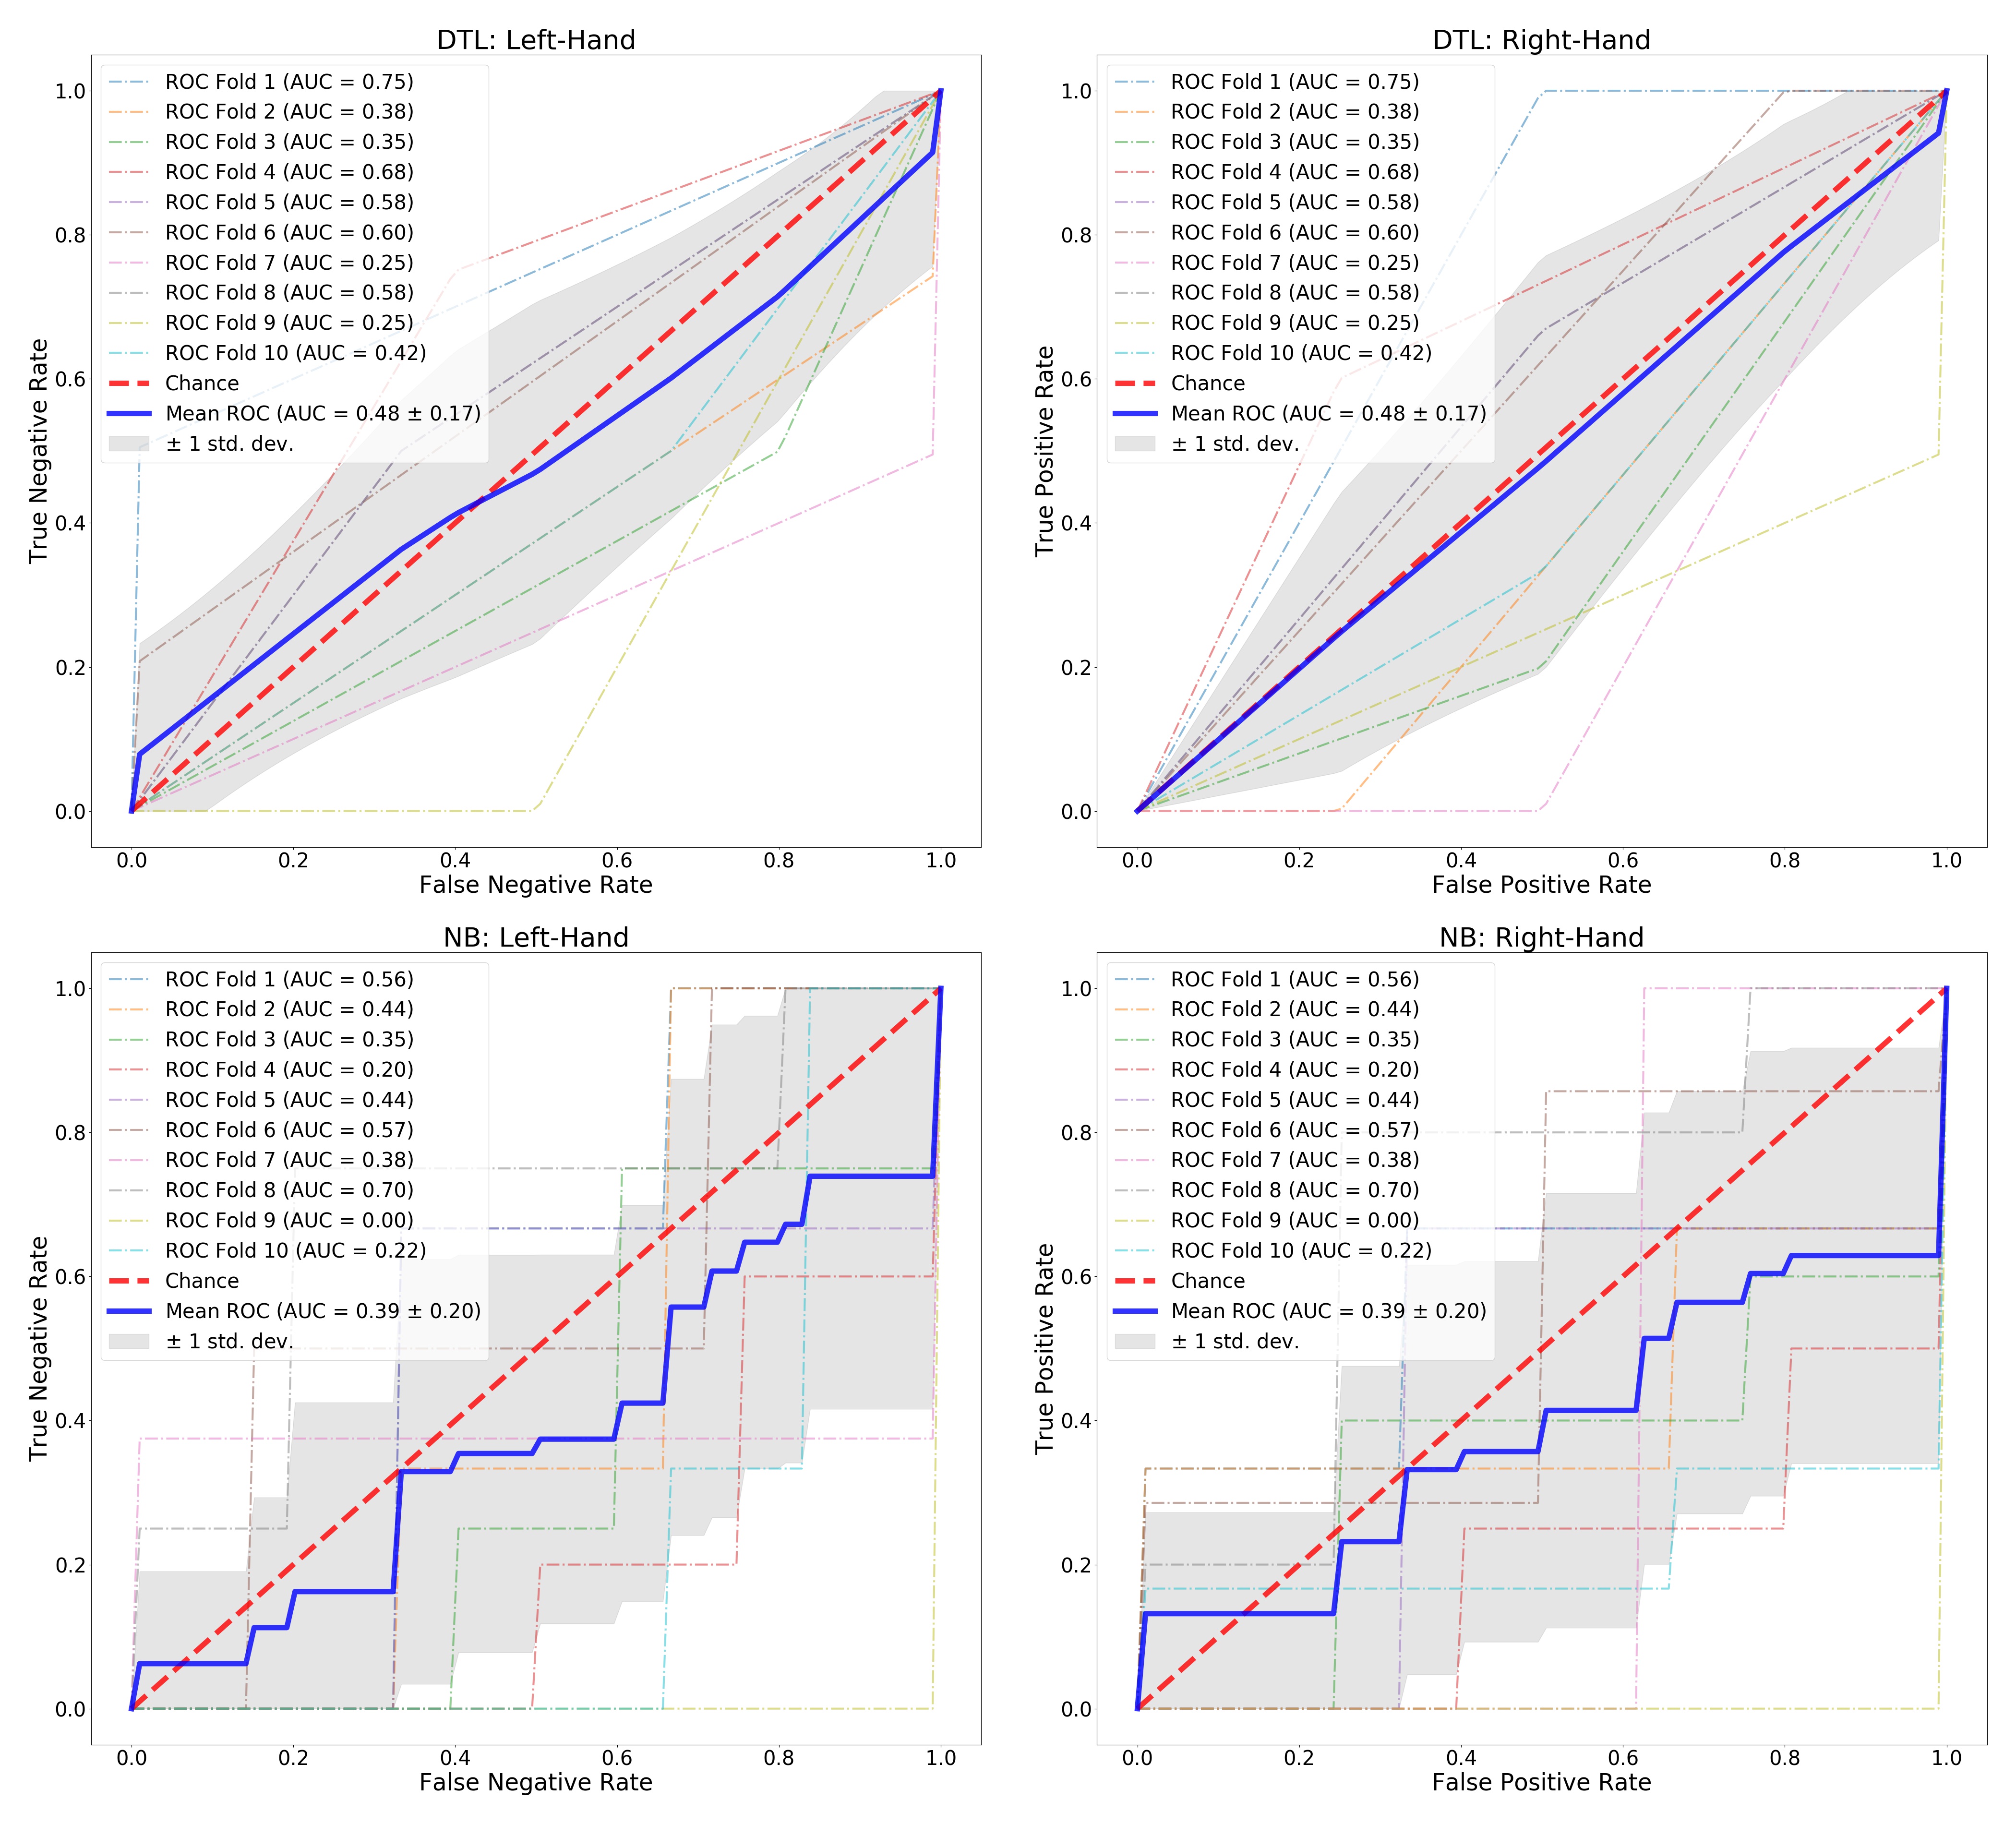 DTL: Left-Hand
True Negative Rate
1.0
0.8
0.6
0.4
0.2
0.0
ROC Fold 1 (AUC = 0.75)
ROC Fold 2 (AUC = 0.38)
ROC Fold 3 (AUC = 0.35)
ROC Fold 4 (AUC = 0.68)
ROC Fold 5 (AUC = 0.58)
ROC Fold 6 (AUC = 0.60)
ROC Fold 7 (AUC = 0.25)
ROC Fold 8 (AUC = 0.58)
ROC Fold 9 (AUC = 0.25)
ROC Fold 10 (AUC = 0.42)
Chance
Mean ROC (AUC = 0.48 ± 0.17)
± 1 std. dev.
0.0 0.2 0.4 0.6 0.8 1.0
False Negative Rate
DTL: Right-Hand
True Positive Rate
1.0
0.8
0.6
0.4
0.2
0.0
ROC Fold 1 (AUC = 0.75)
ROC Fold 2 (AUC = 0.38)
ROC Fold 3 (AUC = 0.35)
ROC Fold 4 (AUC = 0.68)
ROC Fold 5 (AUC = 0.58)
ROC Fold 6 (AUC = 0.60)
ROC Fold 7 (AUC = 0.25)
ROC Fold 8 (AUC = 0.58)
ROC Fold 9 (AUC = 0.25)
ROC Fold 10 (AUC = 0.42)
Chance
Mean ROC (AUC = 0.48 ± 0.17)
± 1 std. dev.
0.0 0.2 0.4 0.6 0.8 1.0
False Positive Rate
NB: Left-Hand
True Negative Rate
1.0
0.8
0.6
0.4
0.2
0.0
ROC Fold 1 (AUC = 0.56)
ROC Fold 2 (AUC = 0.44)
ROC Fold 3 (AUC = 0.35)
ROC Fold 4 (AUC = 0.20)
ROC Fold 5 (AUC = 0.44)
ROC Fold 6 (AUC = 0.57)
ROC Fold 7 (AUC = 0.38)
ROC Fold 8 (AUC = 0.70)
ROC Fold 9 (AUC = 0.00)
ROC Fold 10 (AUC = 0.22)
Chance
Mean ROC (AUC = 0.39 ± 0.20)
± 1 std. dev.
0.0 0.2 0.4 0.6 0.8 1.0
False Negative Rate
NB: Right-Hand
True Positive Rate
1.0
0.8
0.6
0.4
0.2
0.0
ROC Fold 1 (AUC = 0.56)
ROC Fold 2 (AUC = 0.44)
ROC Fold 3 (AUC = 0.35)
ROC Fold 4 (AUC = 0.20)
ROC Fold 5 (AUC = 0.44)
ROC Fold 6 (AUC = 0.57)
ROC Fold 7 (AUC = 0.38)
ROC Fold 8 (AUC = 0.70)
ROC Fold 9 (AUC = 0.00)
ROC Fold 10 (AUC = 0.22)
Chance
Mean ROC (AUC = 0.39 ± 0.20)
± 1 std. dev.
0.0 0.2 0.4 0.6 0.8 1.0
False Positive Rate